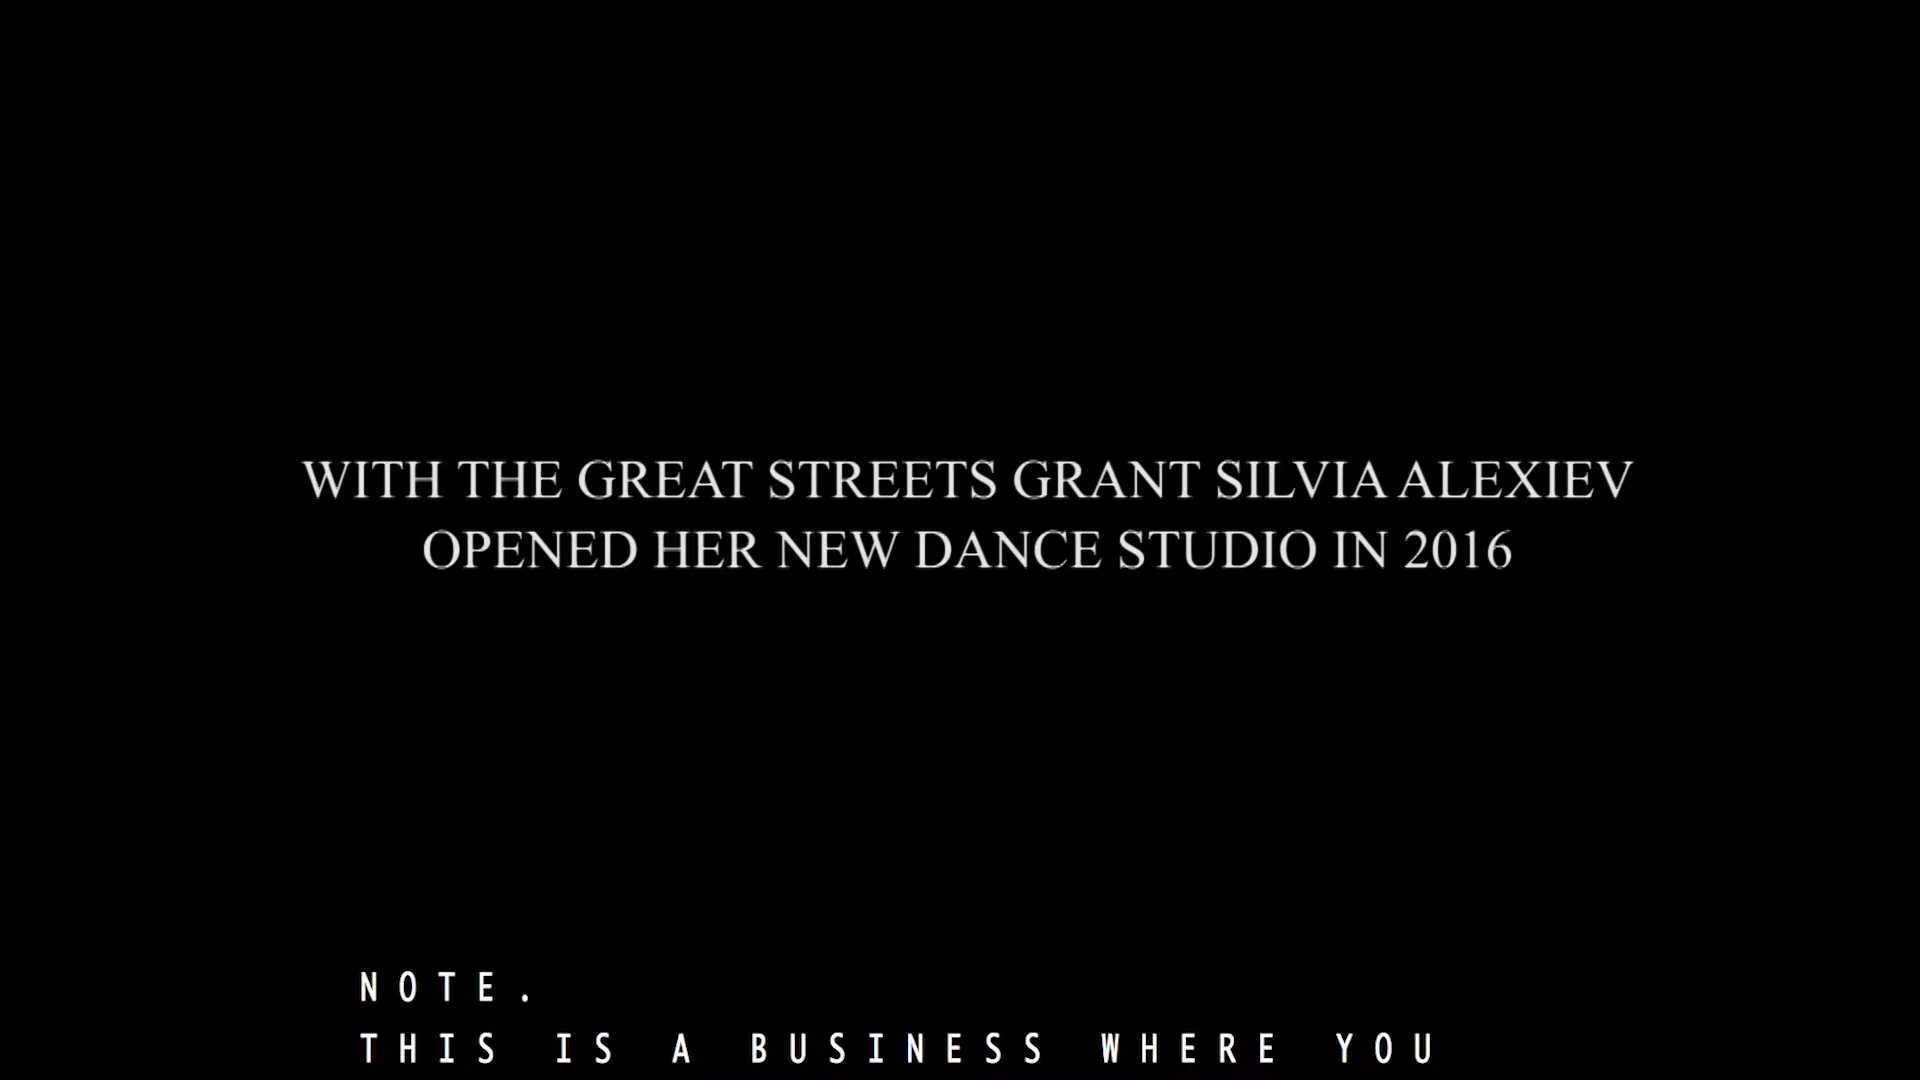 WITH THE GREAT STREETS GRANT SILVIA ALEXIEV
OPENED HER NEW DANCE STUDIO IN 2016
NOTE.
THIS IS A BUSINESS WHERE YOU